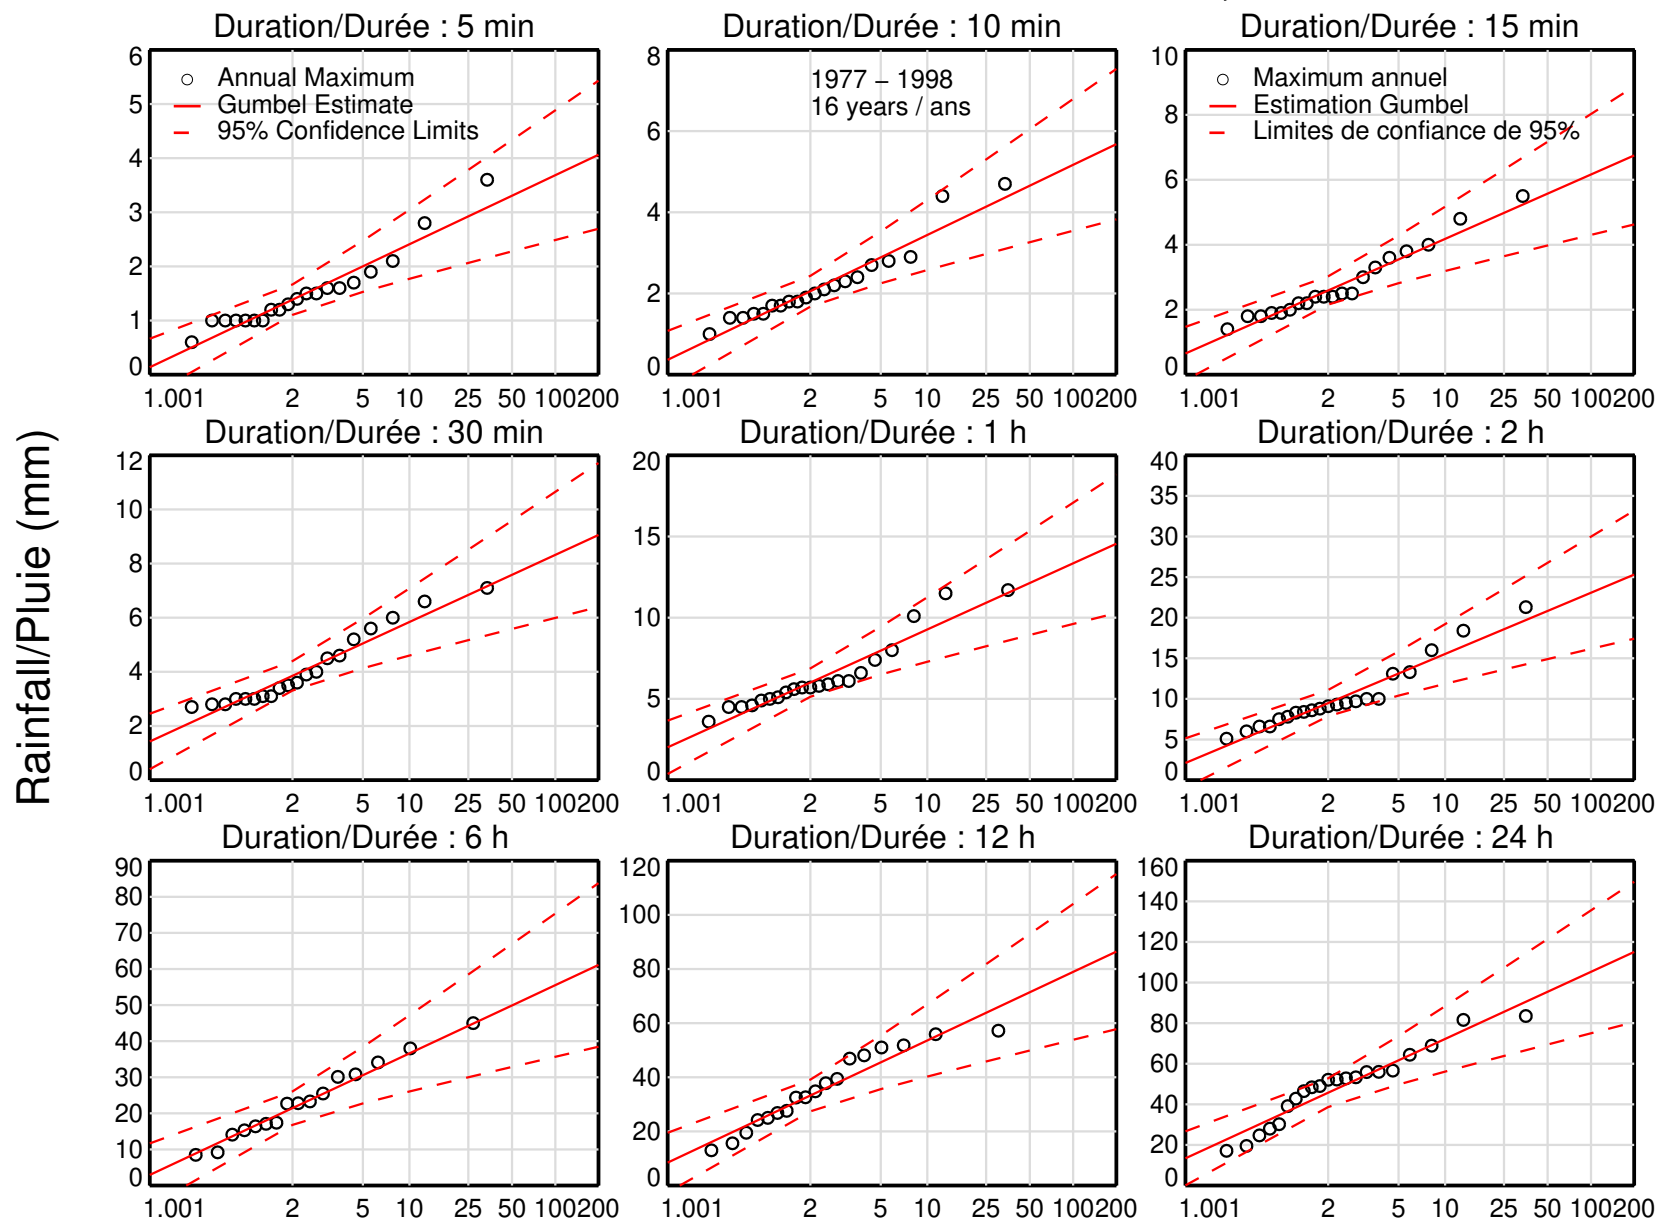 Duration/Durée : 5 min
Duration/Durée : 10 min
Duration/Durée : 15 min
6
5
4
3
2
1
0
Annual Maximum
Gumbel Estimate
95% Confidence Limits
1.001 2 5 10 25 50 100200
8
6
4
2
0
1977 – 1998
16 years / ans
1.001 2 5 10 25 50 100200
10
8
6
4
2
0
Maximum annuel
Estimation Gumbel
Limites de confiance de 95%
1.001 2 5 10 25 50 100200
Rainfall/Pluie (mm)
Duration/Durée : 30 min
Duration/Durée : 1 h
Duration/Durée : 2 h
12
10
8
6
4
2
0
1.001 2 5 10 25 50 100200
20
15
10
5
0
1.001 2 5 10 25 50 100200
40
35
30
25
20
15
10
5
0
1.001 2 5 10 25 50 100200
Duration/Durée : 6 h
Duration/Durée : 12 h
Duration/Durée : 24 h
90
80
70
60
50
40
30
20
10
0
1.001 2 5 10 25 50 100200
120
100
80
60
40
20
0
1.001 2 5 10 25 50 100200
160
140
120
100
80
60
40
20
0
1.001 2 5 10 25 50 100200